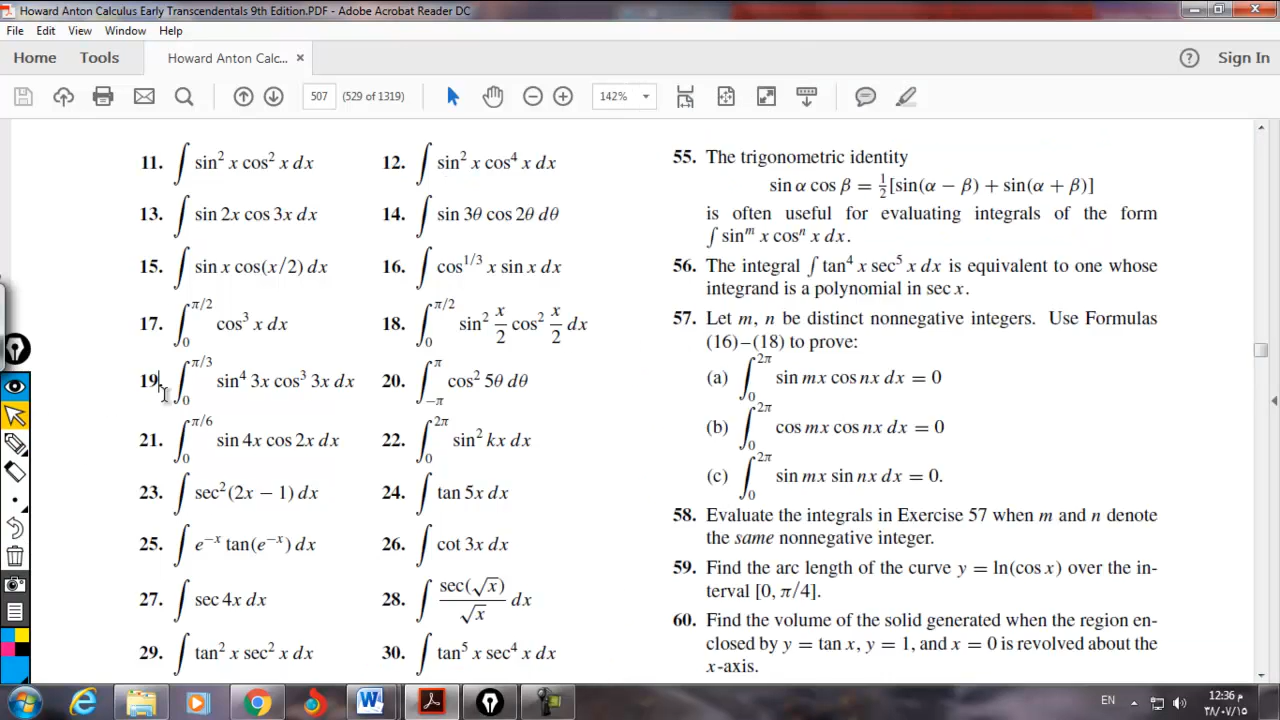 Howard Anton Calculus Early Transcendentals 9th Edition.PDF - Adobe Acrobat Reader DC
File Edit View Window Help
Home Tools Howard Anton Calc... × ? Sign In
507 (529 of 1319) 142%
11. ∫ sin² x cos² x dx
12. ∫ sin² x cos⁴ x dx
13. ∫ sin 2x cos 3x dx
14. ∫ sin 3θ cos 2θ dθ
15. ∫ sin x cos(x/2) dx
16. ∫ cos^{1/3} x sin x dx
17. ∫_0^{π/2} cos³ x dx
18. ∫_0^{π/2} sin² x/2 cos² x/2 dx
19. ∫_0^{π/3} sin⁴ 3x cos³ 3x dx
20. ∫_{−π}^{π} cos² 5θ dθ
21. ∫_0^{π/6} sin 4x cos 2x dx
22. ∫_0^{2π} sin² kx dx
23. ∫ sec²(2x − 1) dx
24. ∫ tan 5x dx
25. ∫ e^{−x} tan(e^{−x}) dx
26. ∫ cot 3x dx
27. ∫ sec 4x dx
28. ∫ sec(√x)/√x dx
29. ∫ tan² x sec² x dx
30. ∫ tan⁵ x sec⁴ x dx
55. The trigonometric identity
sin α cos β = ½[sin(α − β) + sin(α + β)]
is often useful for evaluating integrals of the form
∫ sin^m x cos^n x dx.
56. The integral ∫ tan⁴ x sec⁵ x dx is equivalent to one whose
integrand is a polynomial in sec x.
57. Let m, n be distinct nonnegative integers. Use Formulas
(16)–(18) to prove:
(a) ∫_0^{2π} sin mx cos nx dx = 0
(b) ∫_0^{2π} cos mx cos nx dx = 0
(c) ∫_0^{2π} sin mx sin nx dx = 0.
58. Evaluate the integrals in Exercise 57 when m and n denote
the same nonnegative integer.
59. Find the arc length of the curve y = ln(cos x) over the in-
terval [0, π/4].
60. Find the volume of the solid generated when the region en-
closed by y = tan x, y = 1, and x = 0 is revolved about the
x-axis.
EN
12:36 م
٣٨/٠٧/١٥